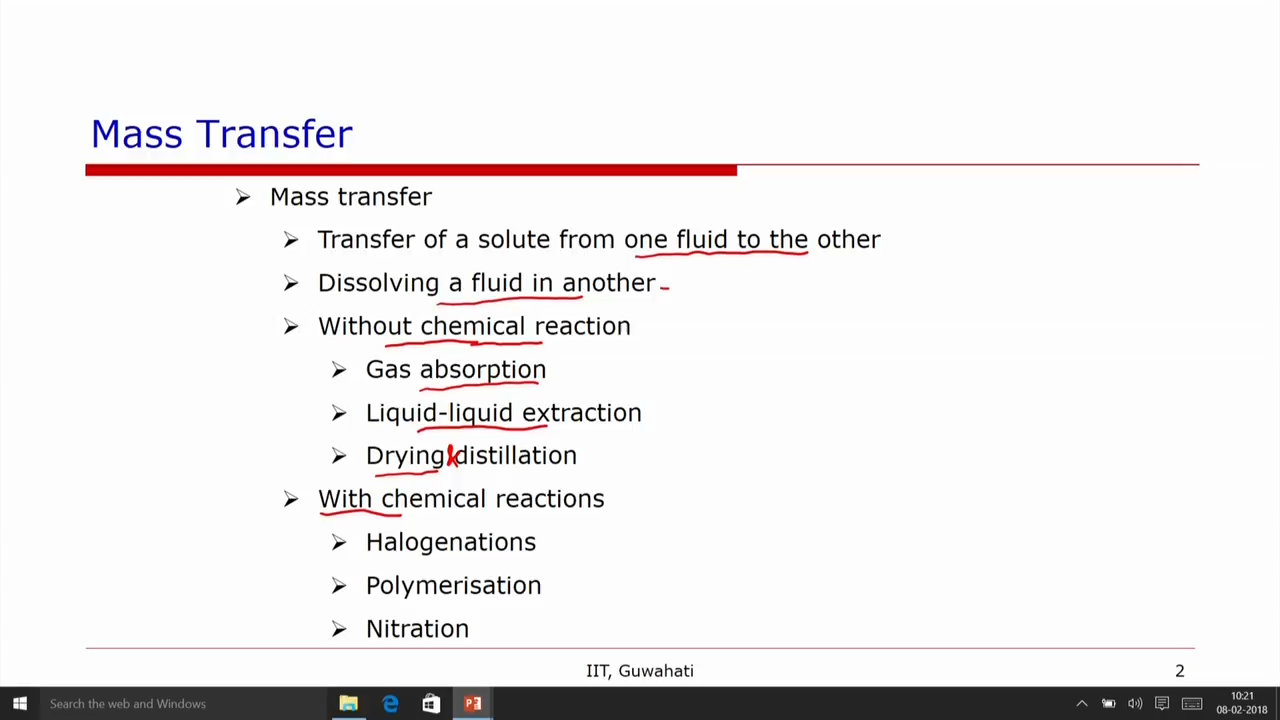 Mass Transfer
Mass transfer
Transfer of a solute from one fluid to the other
Dissolving a fluid in another
Without chemical reaction
Gas absorption
Liquid-liquid extraction
Drying distillation
With chemical reactions
Halogenations
Polymerisation
Nitration
IIT, Guwahati 2
Search the web and Windows
10:21
08-02-2018